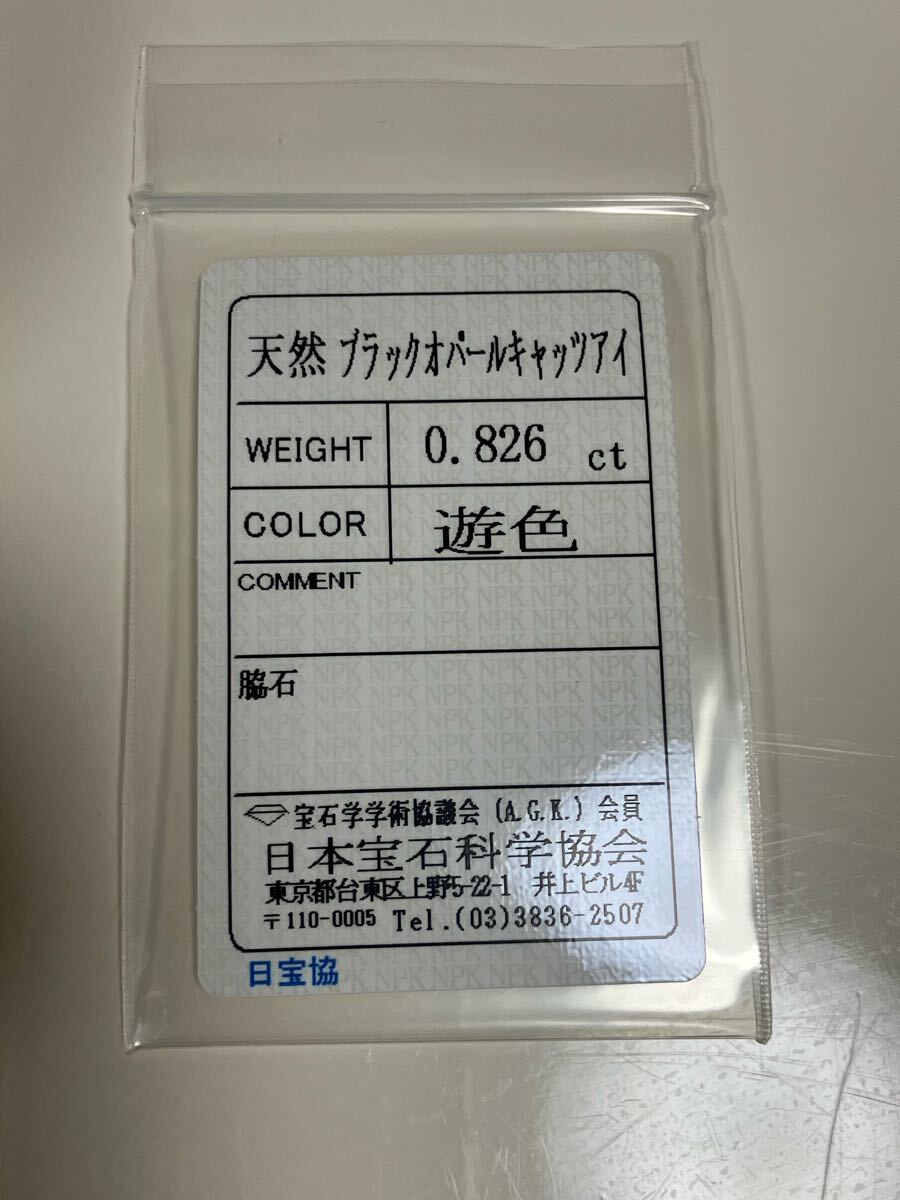 天然 ブラックオパールキャッツアイ
WEIGHT 0.826 ct
COLOR 遊色
COMMENT
脇石
宝石学学術協議会 (A.G.K.) 会員
日本宝石科学協会
東京都台東区上野5-22-1 井上ビル4F
〒110-0005 Tel.(03)3836-2507
日宝協